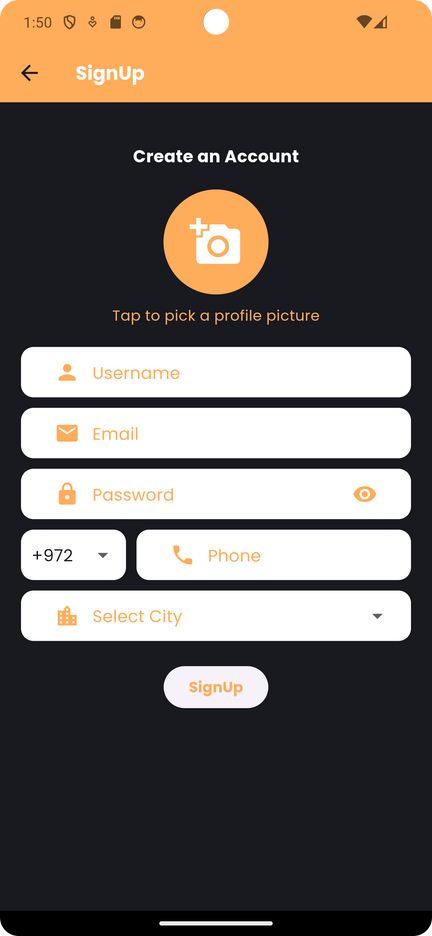 1:50
SignUp
Create an Account
Tap to pick a profile picture
Username
Email
Password
+972
Phone
Select City
SignUp